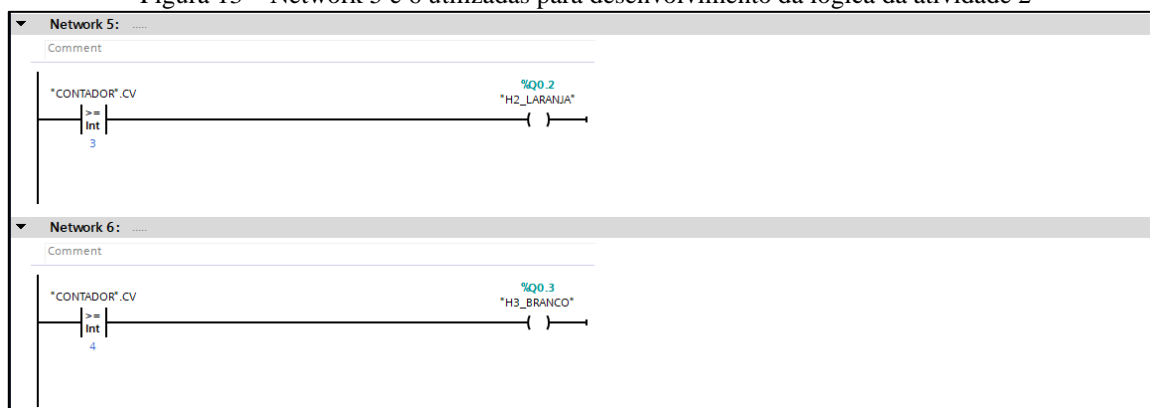 Figura 13 – Network 5 e 6 utilizadas para desenvolvimento da lógica da atividade 2
Network 5: .....
Comment
"CONTADOR".CV
%Q0.2
"H2_LARANJA"
>=
Int
( )
3
Network 6: .....
Comment
"CONTADOR".CV
%Q0.3
"H3_BRANCO"
>=
Int
( )
4